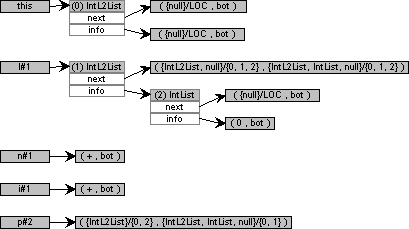 this
(0) IntL2List
next
info
( {null}/LOC , bot )
( {null}/LOC , bot )
l#1
(1) IntL2List
next
info
( {IntL2List, null}/{0, 1, 2} , {IntL2List, IntList, null}/{0, 1, 2} )
(2) IntList
next
info
( {null}/LOC , bot )
( 0 , bot )
n#1
( + , bot )
i#1
( + , bot )
p#2
( {IntL2List}/{0, 2} , {IntL2List, IntList, null}/{0, 1} )